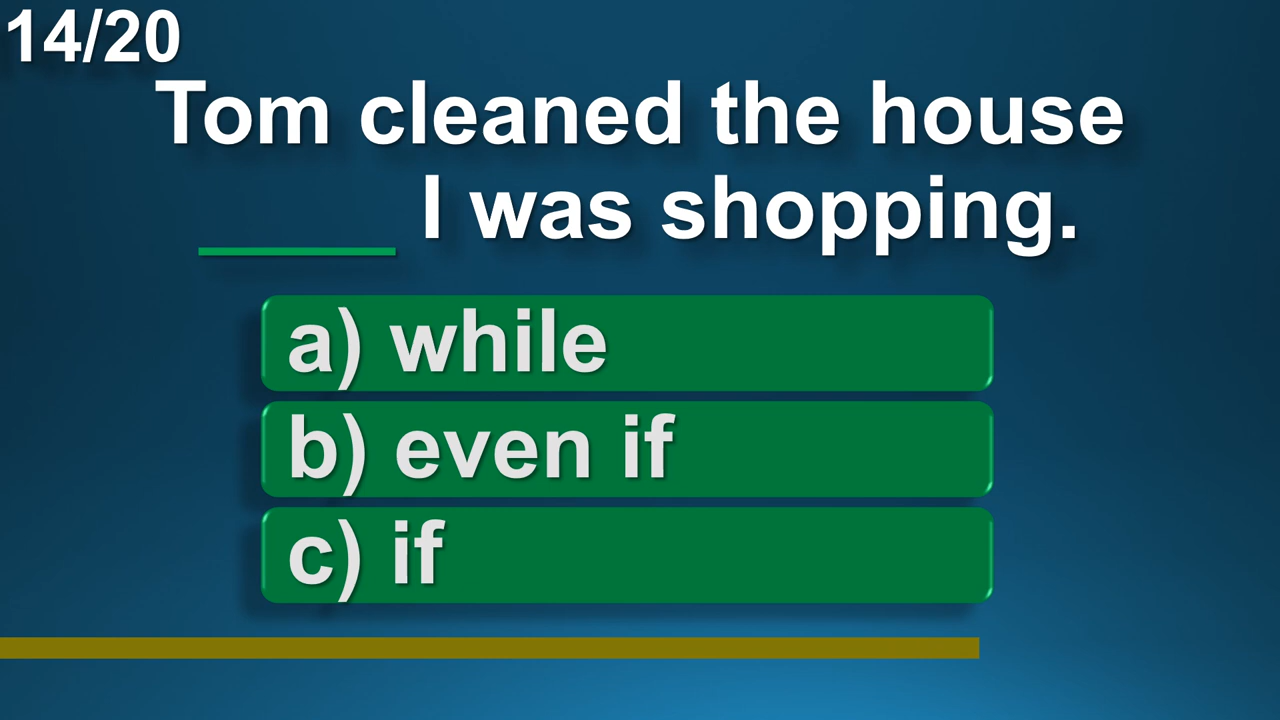 14/20
Tom cleaned the house
_____ I was shopping.
a) while
b) even if
c) if